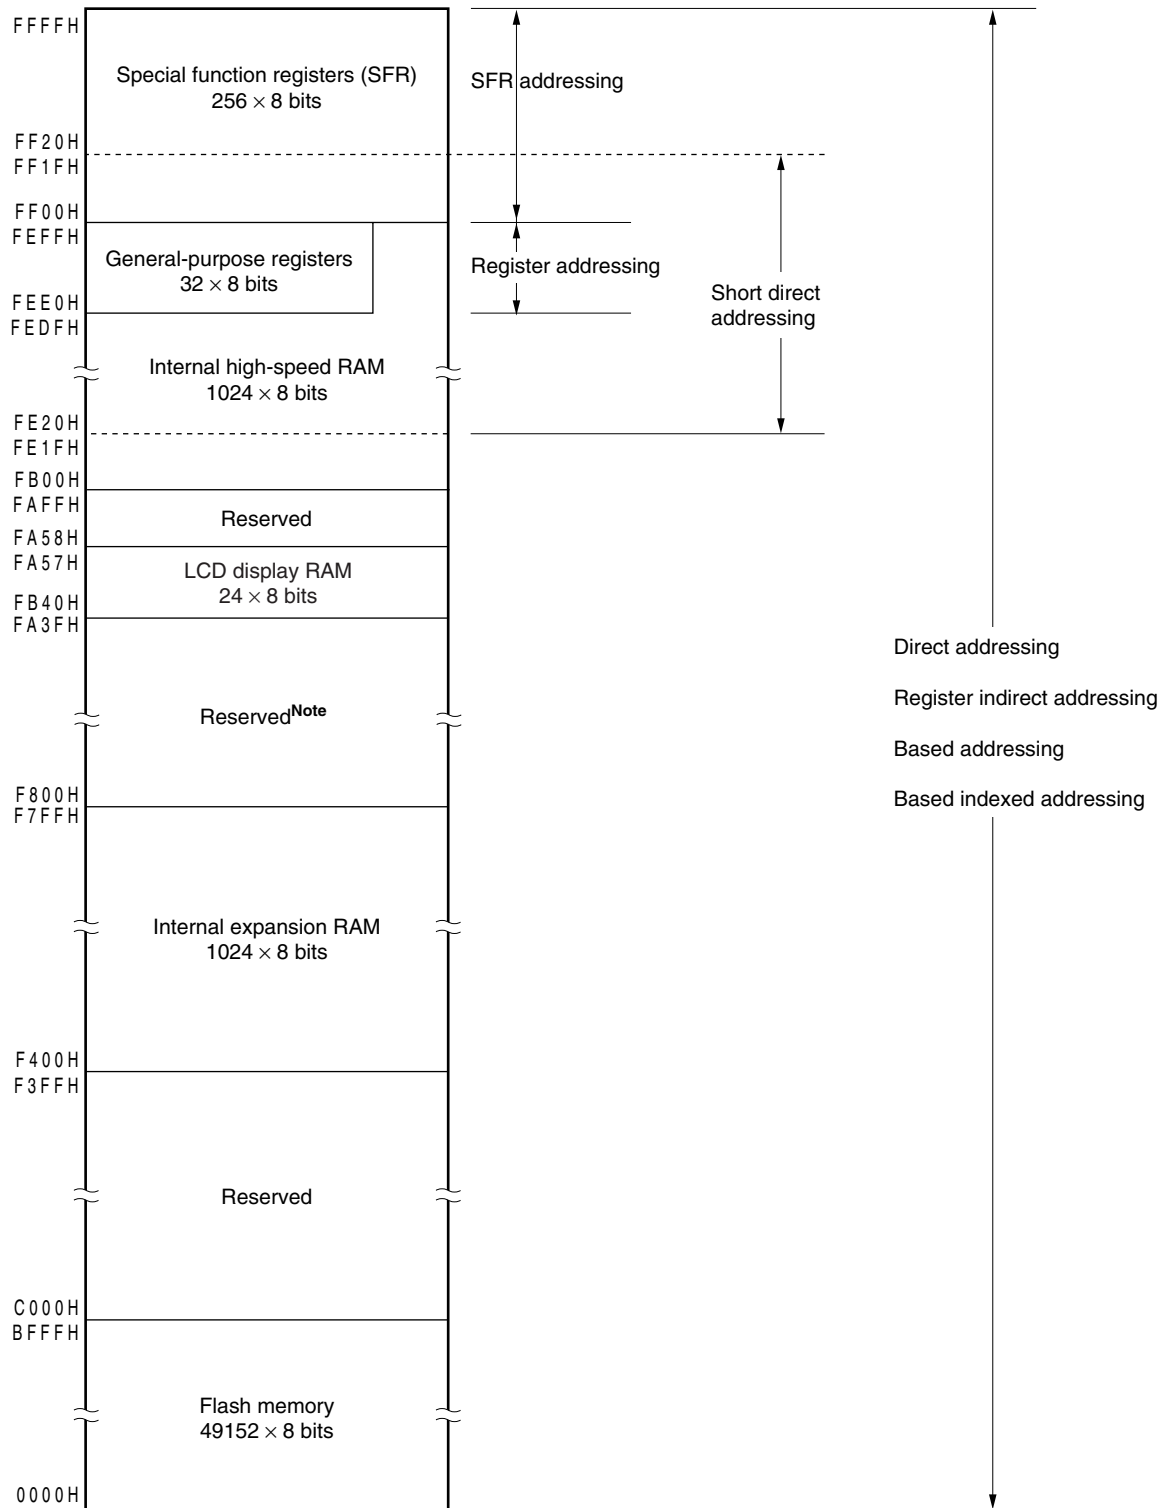 FFFFH
Special function registers (SFR)
256 × 8 bits
SFR addressing
FF20H
FF1FH
FF00H
FEFFH
General-purpose registers
32 × 8 bits
Register addressing
FEE0H
FEDFH
Short direct
addressing
Internal high-speed RAM
1024 × 8 bits
FE20H
FE1FH
FB00H
FAFFH
Reserved
FA58H
FA57H
LCD display RAM
24 × 8 bits
FB40H
FA3FH
Direct addressing
Register indirect addressing
Based addressing
Based indexed addressing
ReservedNote
F800H
F7FFH
Internal expansion RAM
1024 × 8 bits
F400H
F3FFH
Reserved
C000H
BFFFH
Flash memory
49152 × 8 bits
0000H